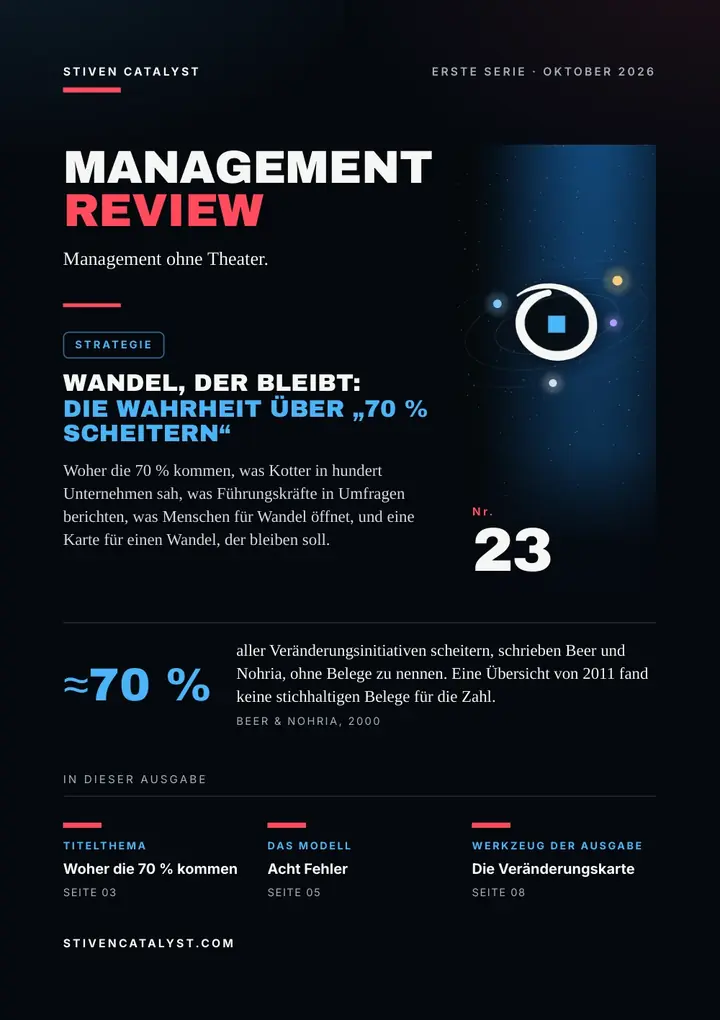 STIVEN CATALYST
ERSTE SERIE · OKTOBER 2026
MANAGEMENT
REVIEW
Management ohne Theater.
STRATEGIE
WANDEL, DER BLEIBT:
DIE WAHRHEIT ÜBER „70 %
SCHEITERN“
Woher die 70 % kommen, was Kotter in hundert
Unternehmen sah, was Führungskräfte in Umfragen
berichten, was Menschen für Wandel öffnet, und eine
Karte für einen Wandel, der bleiben soll.
Nr.
23
≈70 %
aller Veränderungsinitiativen scheitern, schrieben Beer und
Nohria, ohne Belege zu nennen. Eine Übersicht von 2011 fand
keine stichhaltigen Belege für die Zahl.
BEER & NOHRIA, 2000
IN DIESER AUSGABE
TITELTHEMA
Woher die 70 % kommen
SEITE 03
DAS MODELL
Acht Fehler
SEITE 05
WERKZEUG DER AUSGABE
Die Veränderungskarte
SEITE 08
STIVENCATALYST.COM